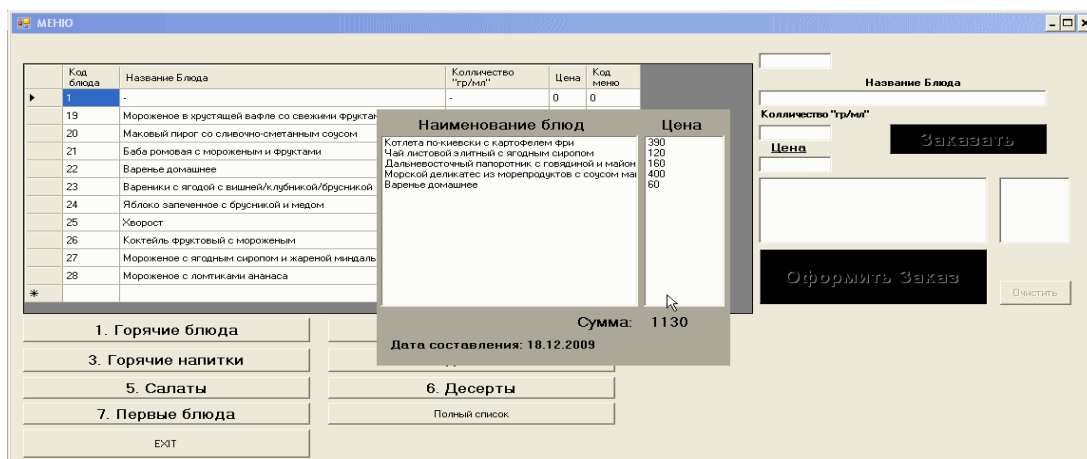 МЕНЮ
Код блюда Название Блюда Колличество "гр/мл" Цена Код меню
1 - - 0 0
19 Мороженое в хрустящей вафле со свежими фруктам
20 Маковый пирог со сливочно-сметанным соусом
21 Баба ромовая с мороженым и фруктами
22 Варенье домашнее
23 Вареники с ягодой с вишней/клубникой/брусникой
24 Яблоко запеченное с брусникой и медом
25 Хворост
26 Коктейль фруктовый с мороженым
27 Мороженое с ягодным сиропом и жареной миндаль
28 Мороженое с ломтиками ананаса
Наименование блюд Цена
Котлета по-киевски с картофелем фри 390
Чай листовой элитный с ягодным сиропом 120
Дальневосточный папоротник с говядиной и майон 160
Морской деликатес из морепродуктов с соусом ма 400
Варенье домашнее 60
Сумма: 1130
Дата составления: 18.12.2009
Название Блюда
Колличество "гр/мл"
Заказать
Цена
Оформить Заказ
Очистить
1. Горячие блюда
3. Горячие напитки
5. Салаты
6. Десерты
7. Первые блюда
Полный список
EXIT